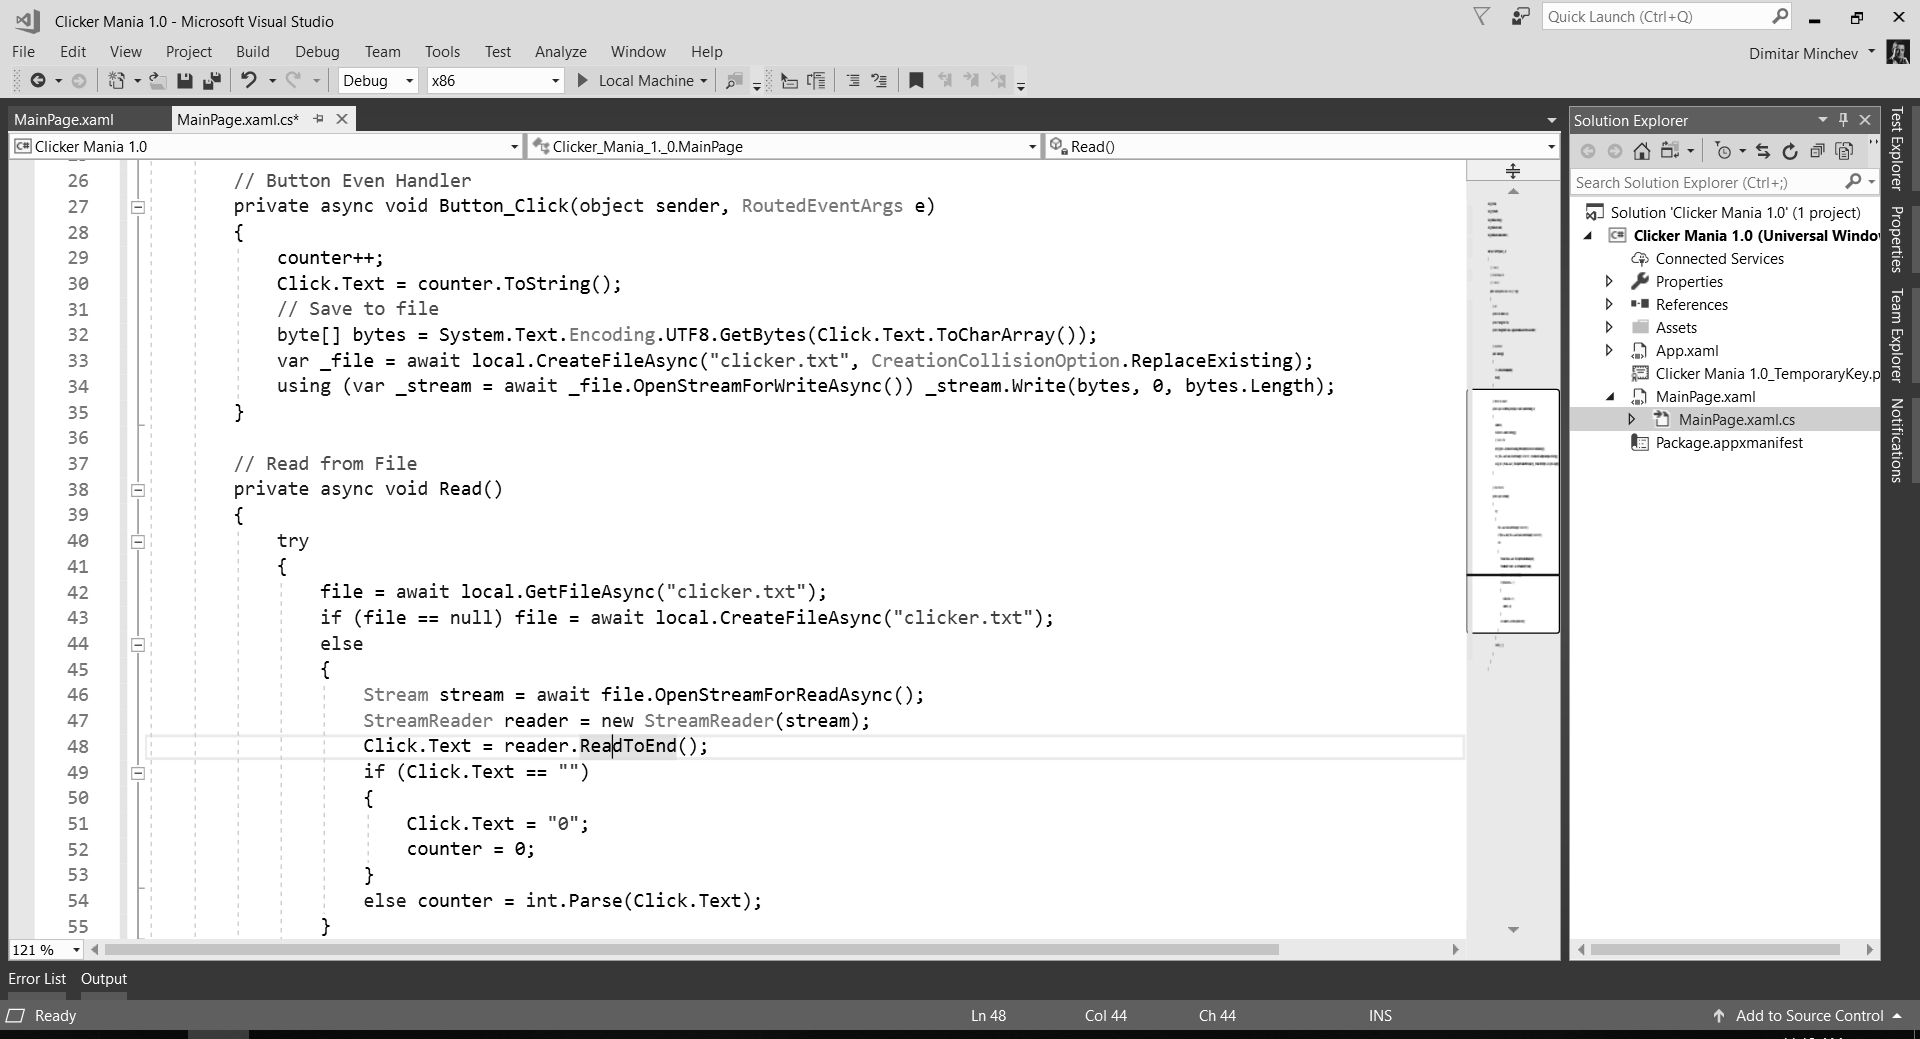 Clicker Mania 1.0 - Microsoft Visual Studio
Quick Launch (Ctrl+Q)
File Edit View Project Build Debug Team Tools Test Analyze Window Help
Dimitar Minchev
Debug x86 Local Machine
MainPage.xaml MainPage.xaml.cs*
Clicker Mania 1.0 Clicker_Mania_1._0.MainPage Read()
26 // Button Even Handler
27 private async void Button_Click(object sender, RoutedEventArgs e)
28 {
29 counter++;
30 Click.Text = counter.ToString();
31 // Save to file
32 byte[] bytes = System.Text.Encoding.UTF8.GetBytes(Click.Text.ToCharArray());
33 var _file = await local.CreateFileAsync("clicker.txt", CreationCollisionOption.ReplaceExisting);
34 using (var _stream = await _file.OpenStreamForWriteAsync()) _stream.Write(bytes, 0, bytes.Length);
35 }
36
37 // Read from File
38 private async void Read()
39 {
40 try
41 {
42 file = await local.GetFileAsync("clicker.txt");
43 if (file == null) file = await local.CreateFileAsync("clicker.txt");
44 else
45 {
46 Stream stream = await file.OpenStreamForReadAsync();
47 StreamReader reader = new StreamReader(stream);
48 Click.Text = reader.ReadToEnd();
49 if (Click.Text == "")
50 {
51 Click.Text = "0";
52 counter = 0;
53 }
54 else counter = int.Parse(Click.Text);
55 }
121 %
Solution Explorer
Search Solution Explorer (Ctrl+;)
Solution 'Clicker Mania 1.0' (1 project)
C# Clicker Mania 1.0 (Universal Windo
Connected Services
Properties
References
Assets
App.xaml
Clicker Mania 1.0_TemporaryKey.p
MainPage.xaml
MainPage.xaml.cs
Package.appxmanifest
Test Explorer
Properties
Team Explorer
Notifications
Error List Output
Ready Ln 48 Col 44 Ch 44 INS Add to Source Control